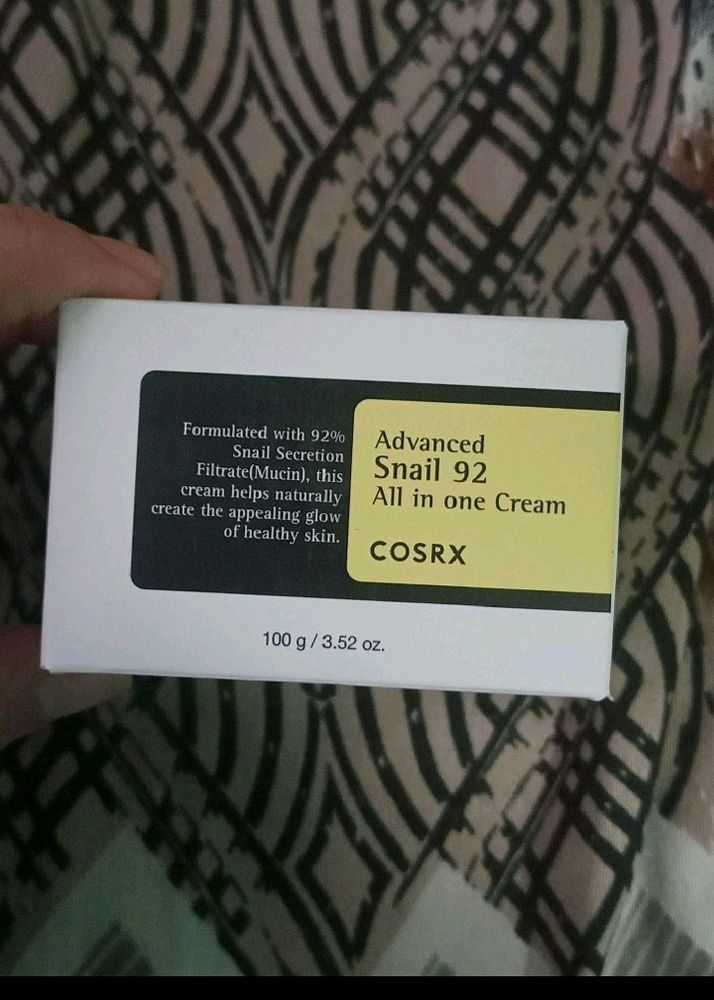 Formulated with 92%
Snail Secretion
Filtrate(Mucin), this
cream helps naturally
create the appealing glow
of healthy skin.
Advanced
Snail 92
All in one Cream
COSRX
100 g / 3.52 oz.